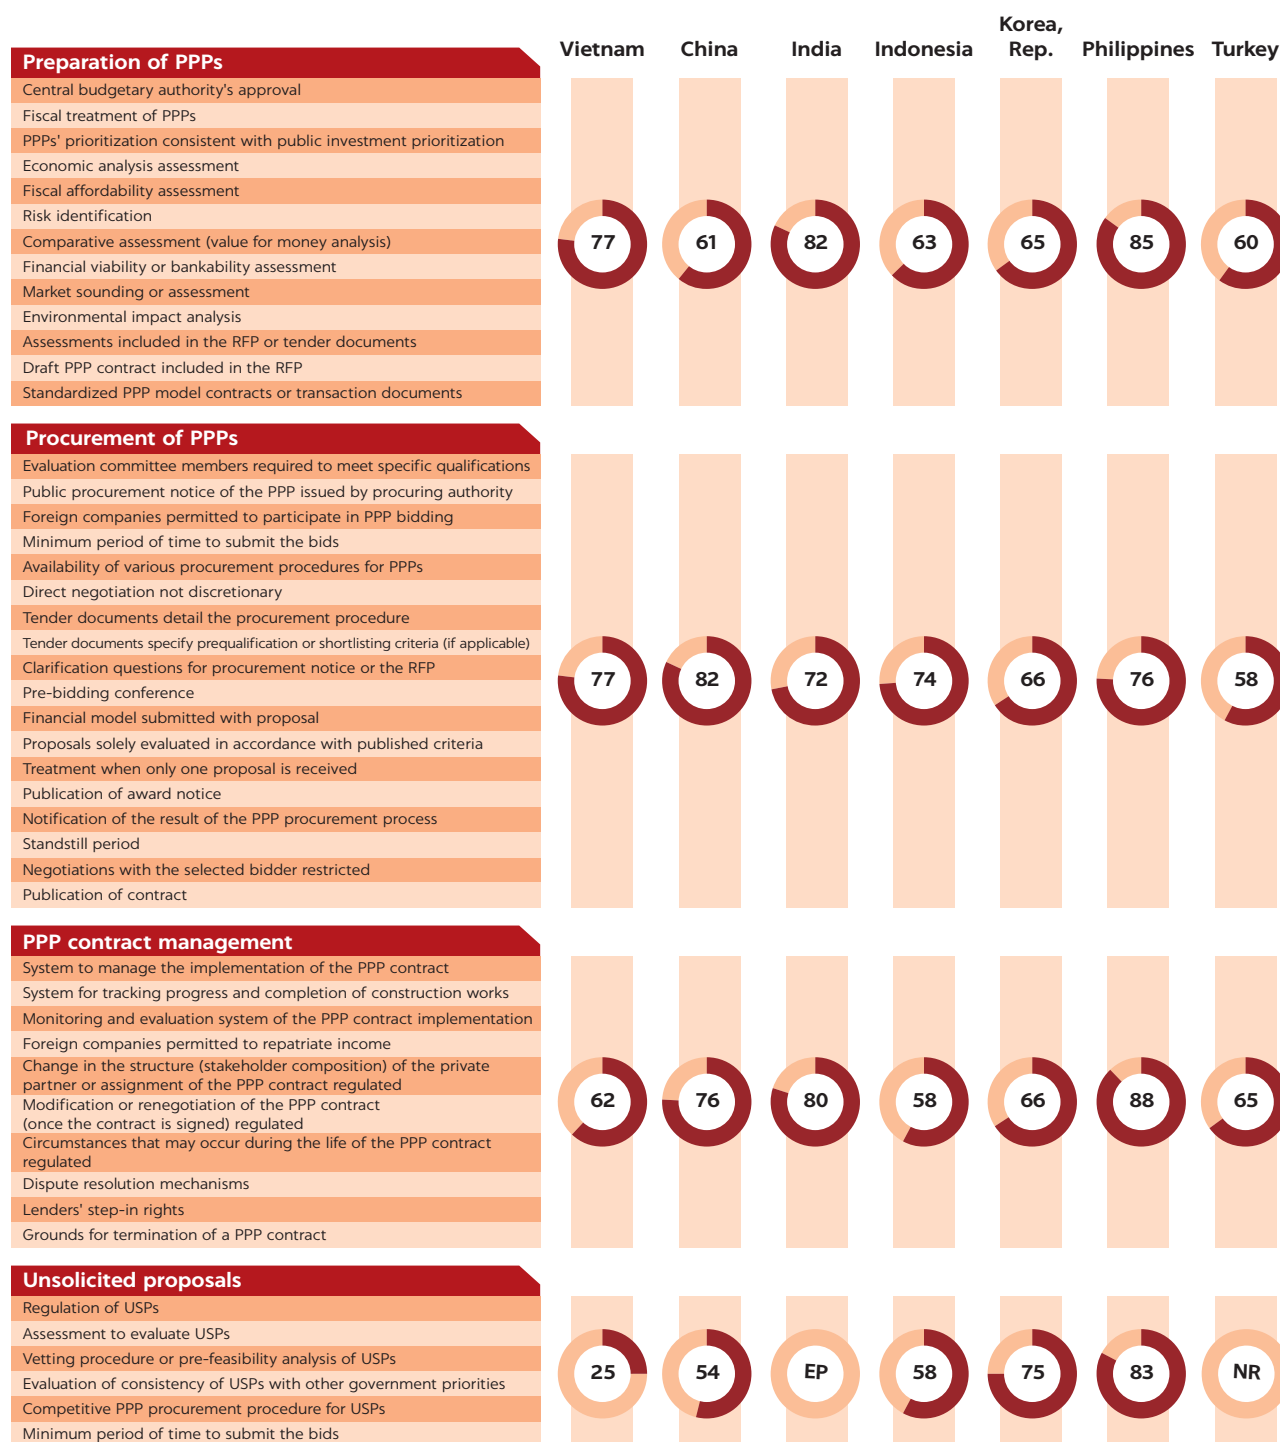 Vietnam China India Indonesia Korea, Rep. Philippines Turkey
Preparation of PPPs
Central budgetary authority's approval
Fiscal treatment of PPPs
PPPs' prioritization consistent with public investment prioritization
Economic analysis assessment
Fiscal affordability assessment
Risk identification
Comparative assessment (value for money analysis)
Financial viability or bankability assessment
Market sounding or assessment
Environmental impact analysis
Assessments included in the RFP or tender documents
Draft PPP contract included in the RFP
Standardized PPP model contracts or transaction documents
77 61 82 63 65 85 60
Procurement of PPPs
Evaluation committee members required to meet specific qualifications
Public procurement notice of the PPP issued by procuring authority
Foreign companies permitted to participate in PPP bidding
Minimum period of time to submit the bids
Availability of various procurement procedures for PPPs
Direct negotiation not discretionary
Tender documents detail the procurement procedure
Tender documents specify prequalification or shortlisting criteria (if applicable)
Clarification questions for procurement notice or the RFP
Pre-bidding conference
Financial model submitted with proposal
Proposals solely evaluated in accordance with published criteria
Treatment when only one proposal is received
Publication of award notice
Notification of the result of the PPP procurement process
Standstill period
Negotiations with the selected bidder restricted
Publication of contract
77 82 72 74 66 76 58
PPP contract management
System to manage the implementation of the PPP contract
System for tracking progress and completion of construction works
Monitoring and evaluation system of the PPP contract implementation
Foreign companies permitted to repatriate income
Change in the structure (stakeholder composition) of the private
partner or assignment of the PPP contract regulated
Modification or renegotiation of the PPP contract
(once the contract is signed) regulated
Circumstances that may occur during the life of the PPP contract
regulated
Dispute resolution mechanisms
Lenders' step-in rights
Grounds for termination of a PPP contract
62 76 80 58 66 88 65
Unsolicited proposals
Regulation of USPs
Assessment to evaluate USPs
Vetting procedure or pre-feasibility analysis of USPs
Evaluation of consistency of USPs with other government priorities
Competitive PPP procurement procedure for USPs
Minimum period of time to submit the bids
25 54 EP 58 75 83 NR